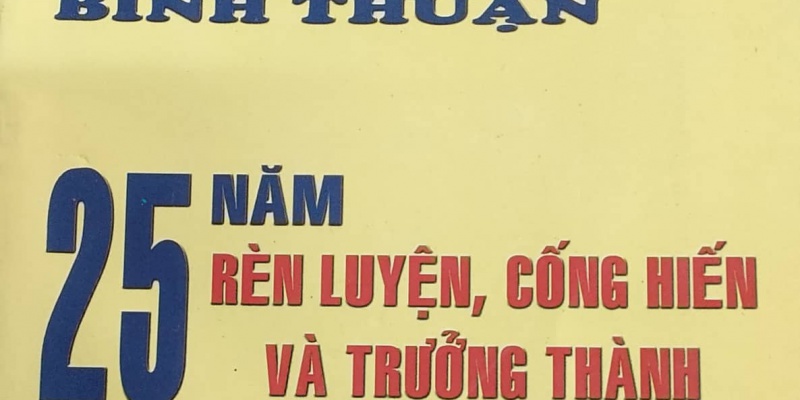 BÌNH THUẬN
25 NĂM
RÈN LUYỆN, CỐNG HIẾN
VÀ TRƯỞNG THÀNH